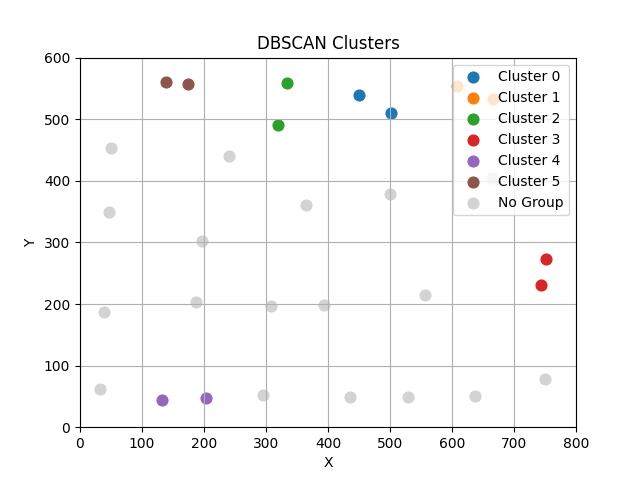 DBSCAN Clusters
600
500
400
300
200
100
0
Y
Cluster 0
Cluster 1
Cluster 2
Cluster 3
Cluster 4
Cluster 5
No Group
0 100 200 300 400 500 600 700 800
X